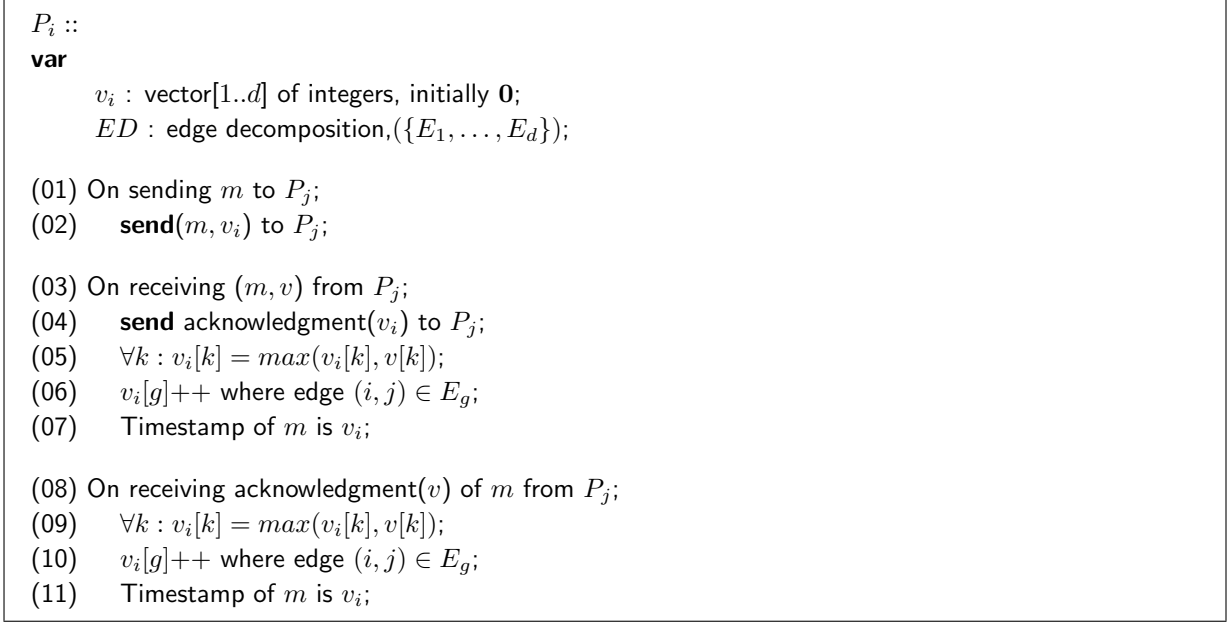 P_i ::
var
v_i : vector[1..d] of integers, initially 0;
ED : edge decomposition,({E_1, . . . , E_d});
(01) On sending m to P_j;
(02) send(m, v_i) to P_j;
(03) On receiving (m, v) from P_j;
(04) send acknowledgment(v_i) to P_j;
(05) ∀k : v_i[k] = max(v_i[k], v[k]);
(06) v_i[g]++ where edge (i, j) ∈ E_g;
(07) Timestamp of m is v_i;
(08) On receiving acknowledgment(v) of m from P_j;
(09) ∀k : v_i[k] = max(v_i[k], v[k]);
(10) v_i[g]++ where edge (i, j) ∈ E_g;
(11) Timestamp of m is v_i;